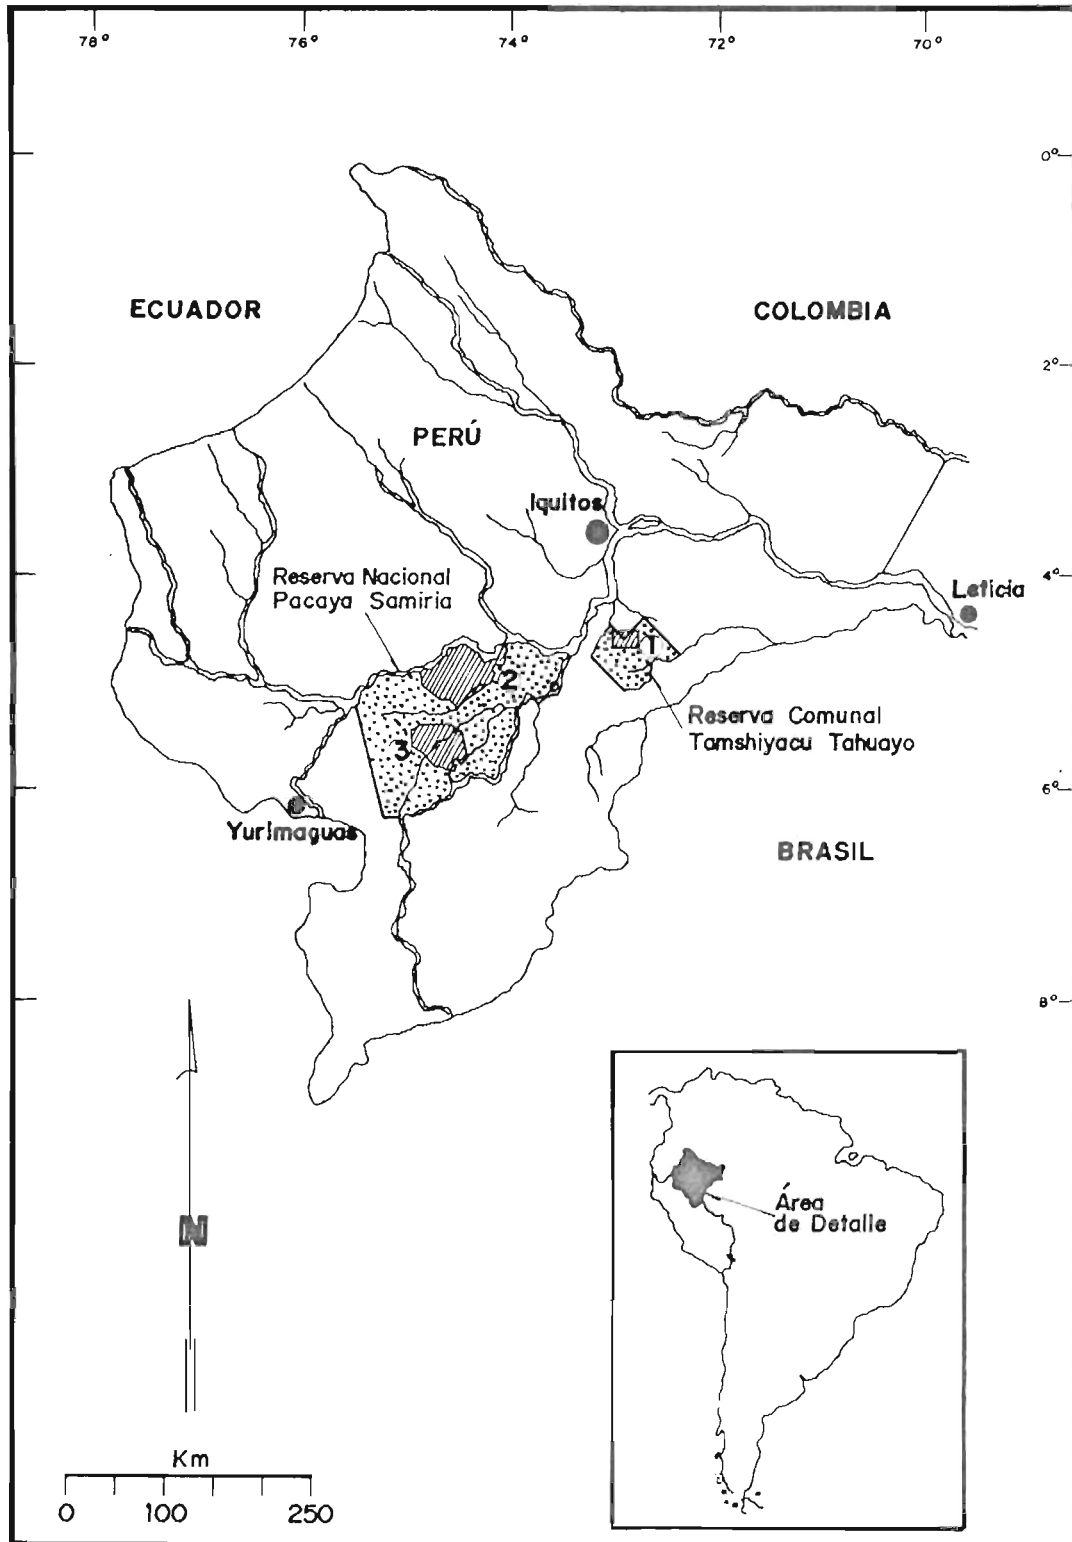 78° 76° 74° 72° 70°
0°
ECUADOR COLOMBIA
2°
PERÚ
Iquitos
4°
Reserva Nacional
Pacaya Samiria
Leticia
1
2
Reserva Comunal
Tamshiyacu Tahuayo
3
6°
Yurimaguas
BRASIL
8°
Área
de Detalle
N
Km
0 100 250